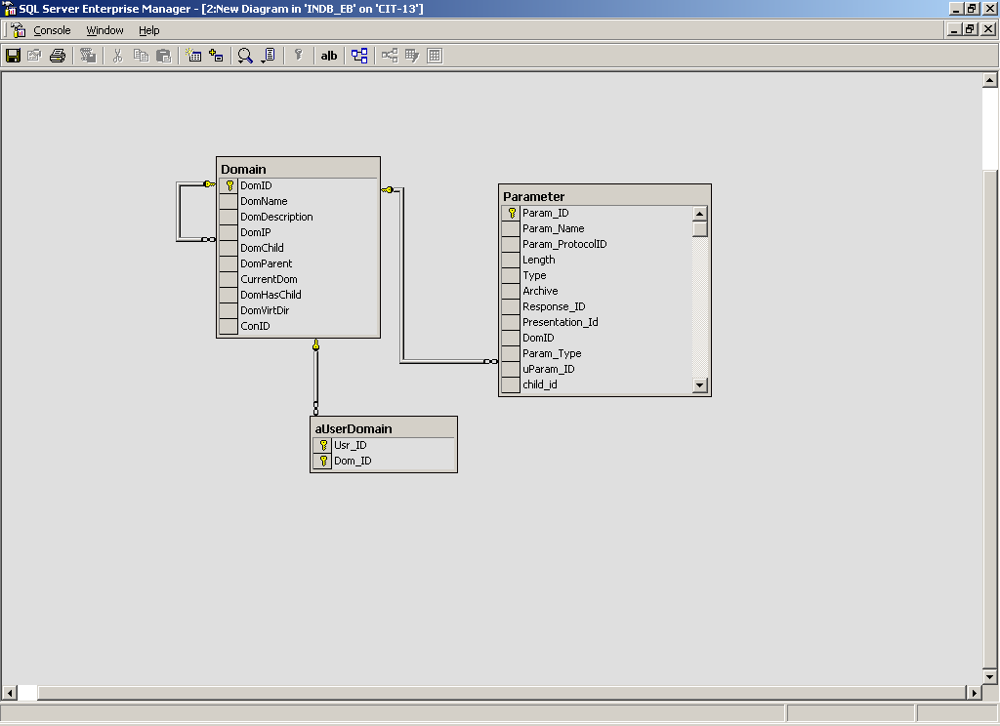 SQL Server Enterprise Manager - [2:New Diagram in 'INDB_EB' on 'CIT-13']
Console Window Help
a|b
Domain
DomID
DomName
DomDescription
DomIP
DomChild
DomParent
CurrentDom
DomHasChild
DomVirtDir
ConID
Parameter
Param_ID
Param_Name
Param_ProtocolID
Length
Type
Archive
Response_ID
Presentation_Id
DomID
Param_Type
uParam_ID
child_id
aUserDomain
Usr_ID
Dom_ID